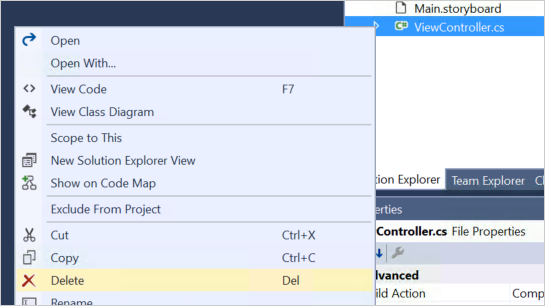 Main.storyboard
ViewController.cs
Open
Open With...
View Code F7
View Class Diagram
Scope to This
New Solution Explorer View
Show on Code Map
Exclude From Project
Cut Ctrl+X
Copy Ctrl+C
Delete Del
Rename
ion Explorer Team Explorer Cl
erties
Controller.cs File Properties
dvanced
ild Action Comp